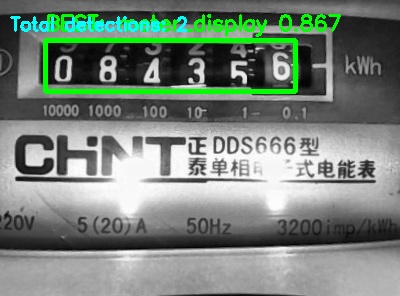 Total detections: 2
display 0.867
0 8 4 3 5 6 kWh
10000 1000 100 10 1 0.1
CHNT 正泰 DDS666型
单相电子式电能表
220V 5(20)A 50Hz 3200imp/kWh